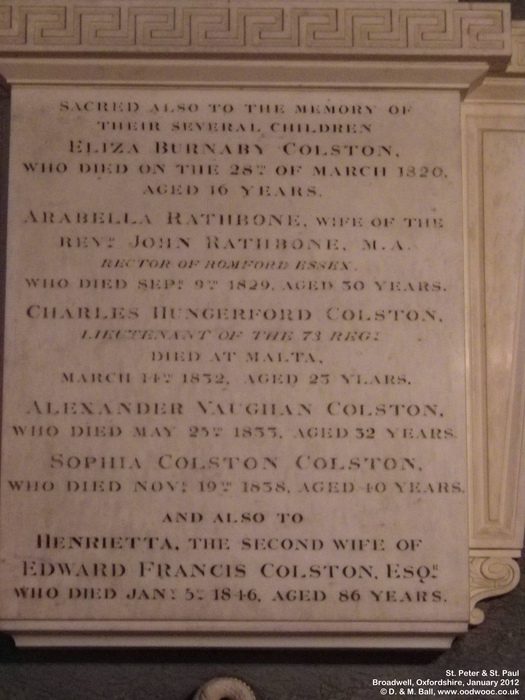 SACRED ALSO TO THE MEMORY OF
THEIR SEVERAL CHILDREN
ELIZA BURNABY COLSTON,
WHO DIED ON THE 28TH OF MARCH 1820,
AGED 16 YEARS.
ARABELLA RATHBONE, WIFE OF THE
REVD. JOHN RATHBONE, M.A.
RECTOR OF ROMFORD ESSEX.
WHO DIED SEPR. 9TH 1829, AGED 30 YEARS.
CHARLES HUNGERFORD COLSTON,
LIEUTENANT OF THE 73 REGT.
DIED AT MALTA,
MARCH 14TH 1832, AGED 23 YEARS.
ALEXANDER VAUGHAN COLSTON,
WHO DIED MAY 25TH 1833, AGED 32 YEARS.
SOPHIA COLSTON COLSTON,
WHO DIED NOVR. 19TH 1838, AGED 40 YEARS.
AND ALSO TO
HENRIETTA, THE SECOND WIFE OF
EDWARD FRANCIS COLSTON, ESQR.
WHO DIED JANY. 5TH 1846, AGED 86 YEARS.
St. Peter & St. Paul
Broadwell, Oxfordshire, January 2012
© D. & M. Ball, www.oodwooc.co.uk